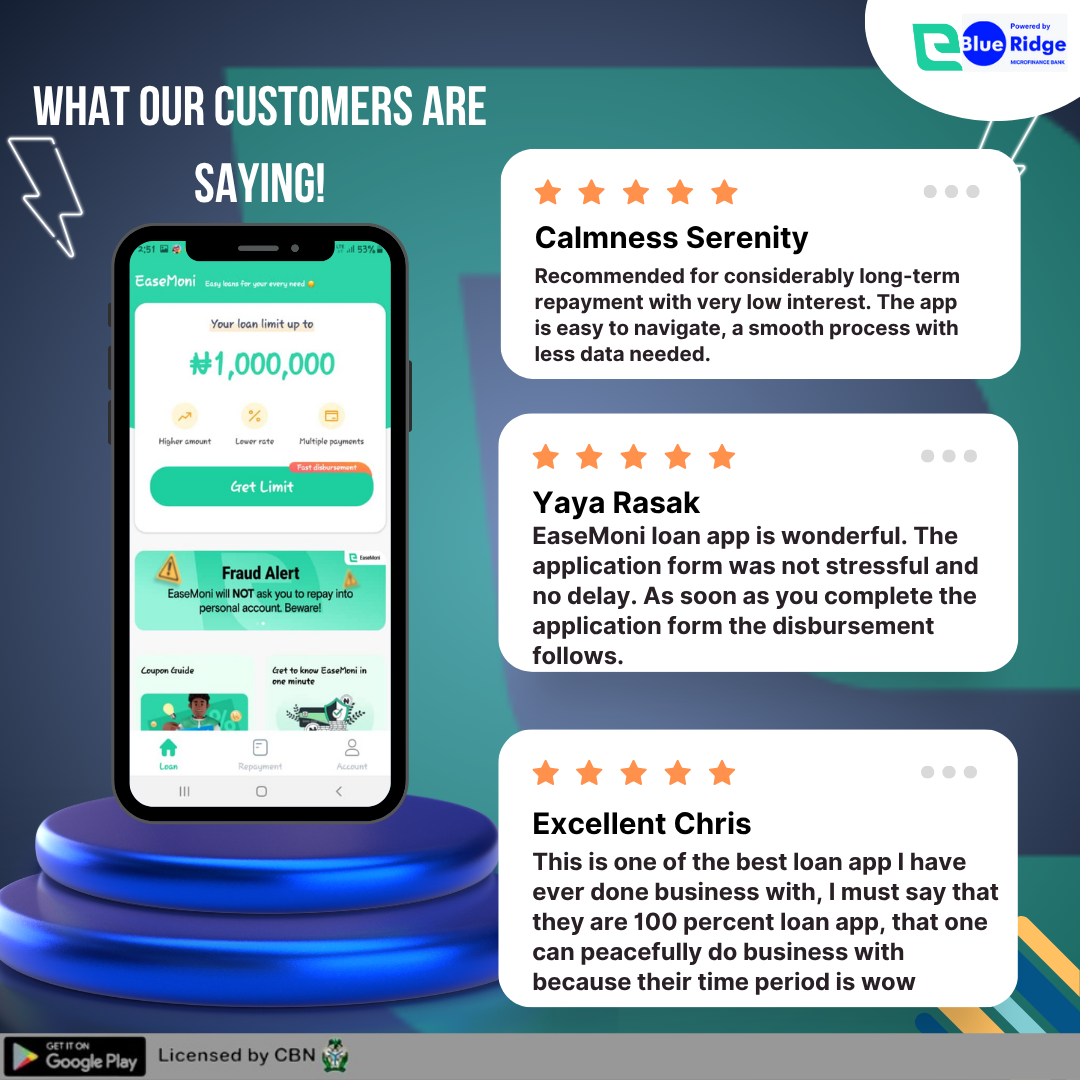 Powered by
Blue Ridge
MICROFINANCE BANK
WHAT OUR CUSTOMERS ARE
SAYING!
2:51
53%
EaseMoni Easy loans for your every need
Your loan limit up to
₦1,000,000
Higher amount Lower rate Multiple payments
Fast disbursement
Get Limit
EaseMoni
Fraud Alert
EaseMoni will NOT ask you to repay into
personal account. Beware!
Coupon Guide
Get to know EaseMoni in
one minute
Loan Repayment Account
Calmness Serenity
Recommended for considerably long-term
repayment with very low interest. The app
is easy to navigate, a smooth process with
less data needed.
Yaya Rasak
EaseMoni loan app is wonderful. The
application form was not stressful and
no delay. As soon as you complete the
application form the disbursement
follows.
Excellent Chris
This is one of the best loan app I have
ever done business with, I must say that
they are 100 percent loan app, that one
can peacefully do business with
because their time period is wow
GET IT ON
Google Play
Licensed by CBN